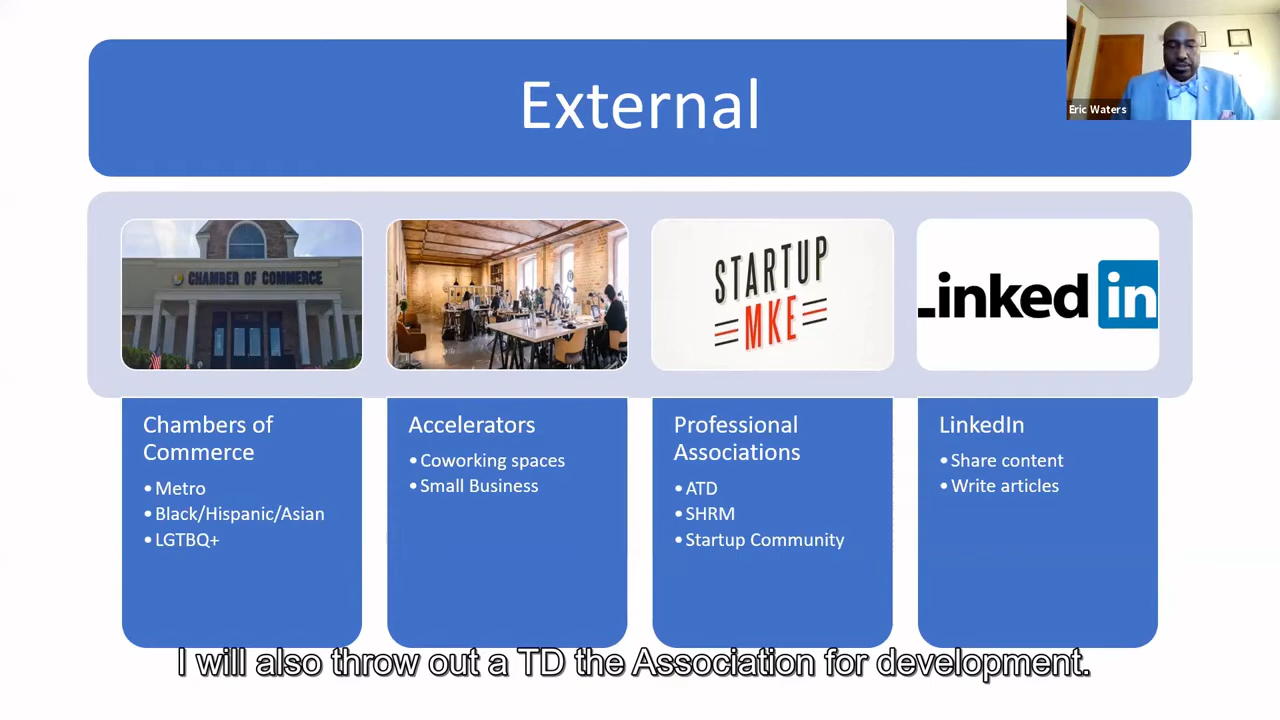 External
Eric Waters
CHAMBER OF COMMERCE
STARTUP
MKE
Linked in
Chambers of
Commerce
•Metro
•Black/Hispanic/Asian
•LGTBQ+
Accelerators
•Coworking spaces
•Small Business
Professional
Associations
•ATD
•SHRM
•Startup Community
LinkedIn
•Share content
•Write articles
I will also throw out a TD the Association for development.